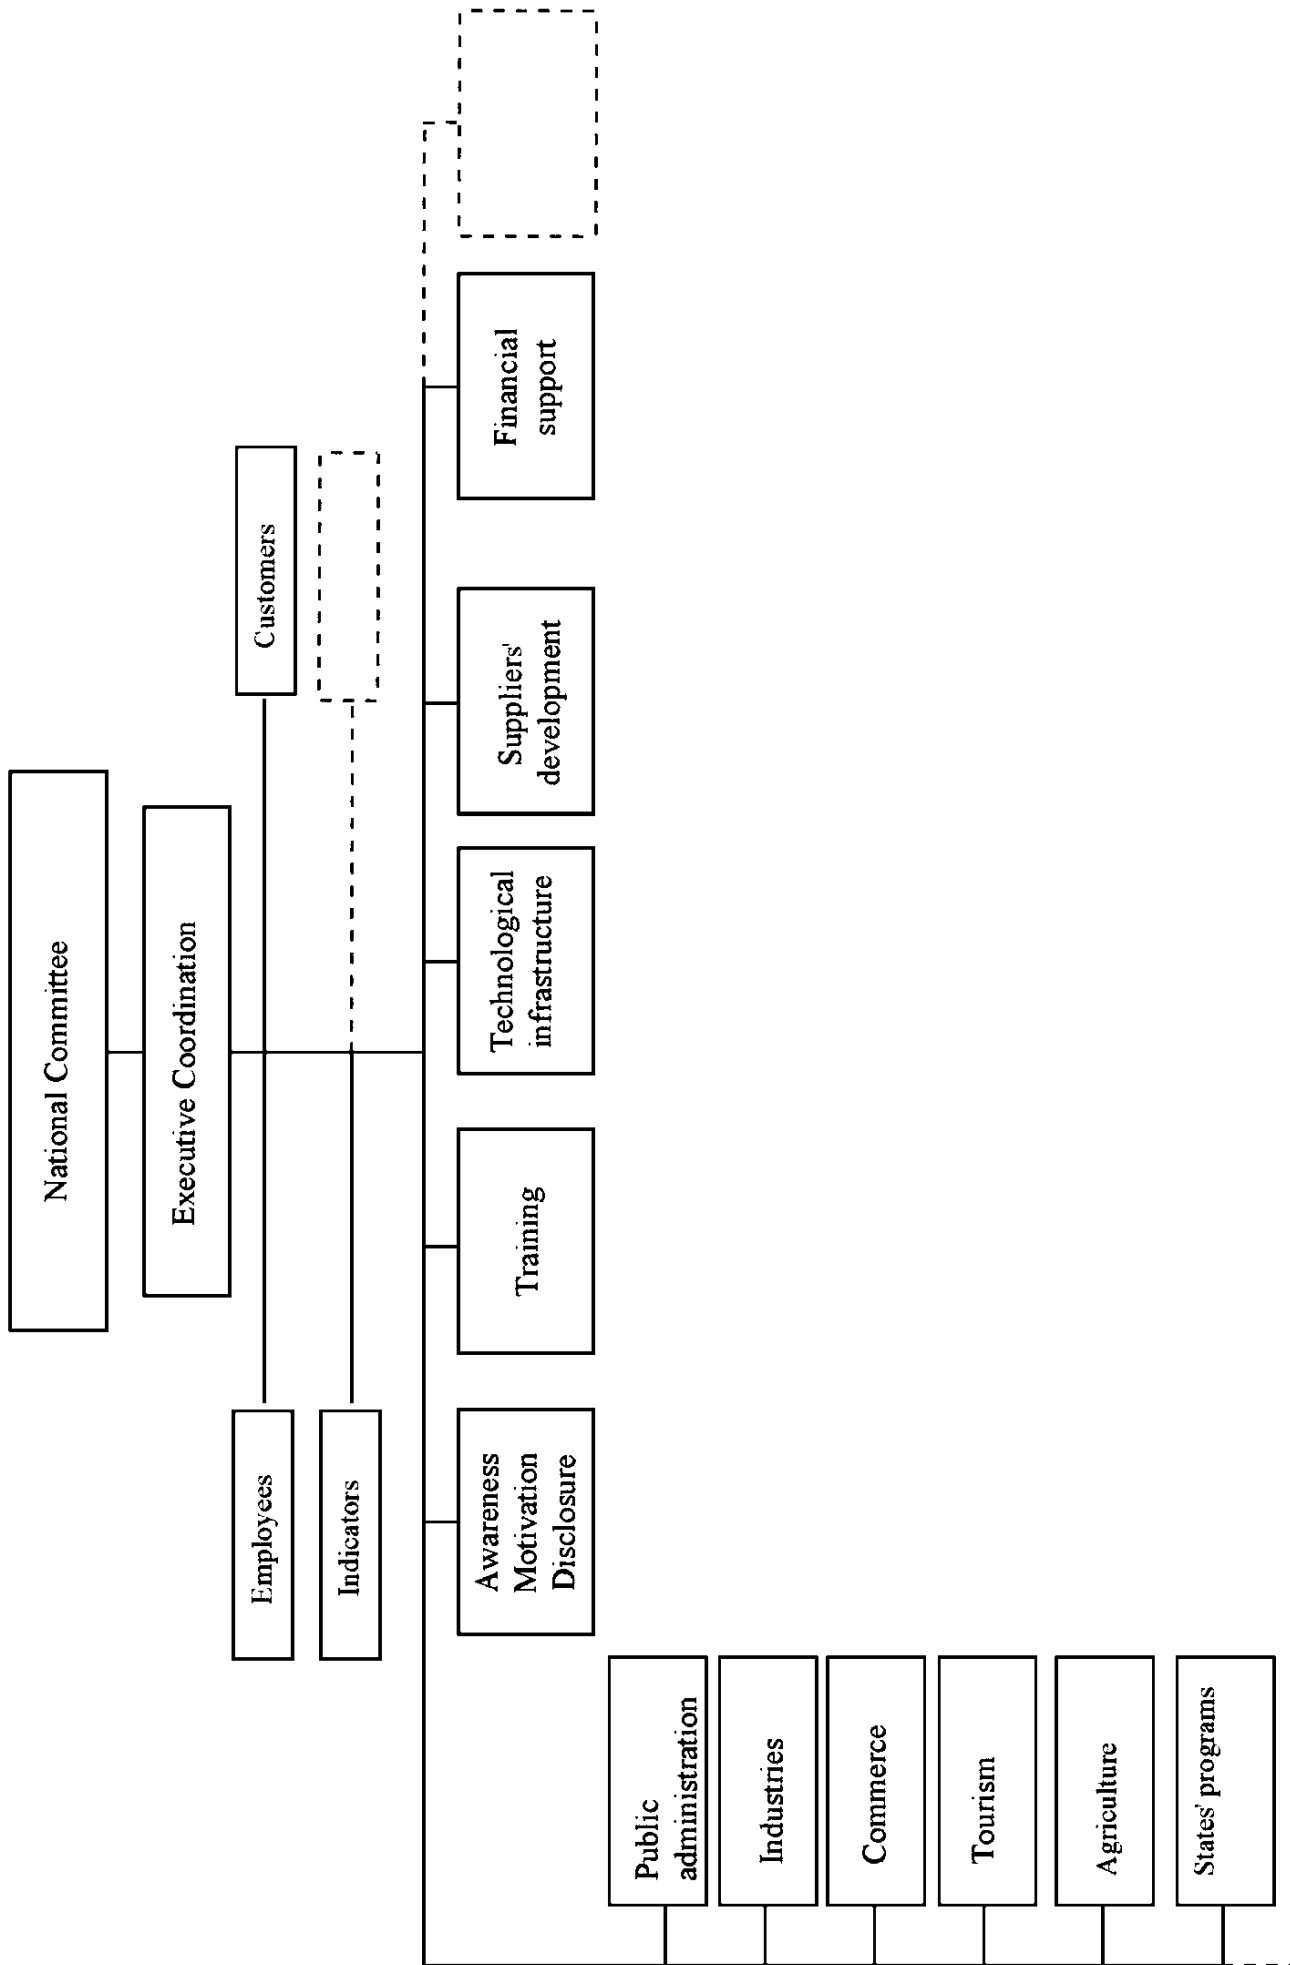 National Committee
Executive Coordination
Employees
Customers
Indicators
Awareness
Motivation
Disclosure
Training
Technological
infrastructure
Suppliers'
development
Financial
support
Public
administration
Industries
Commerce
Tourism
Agriculture
States' programs